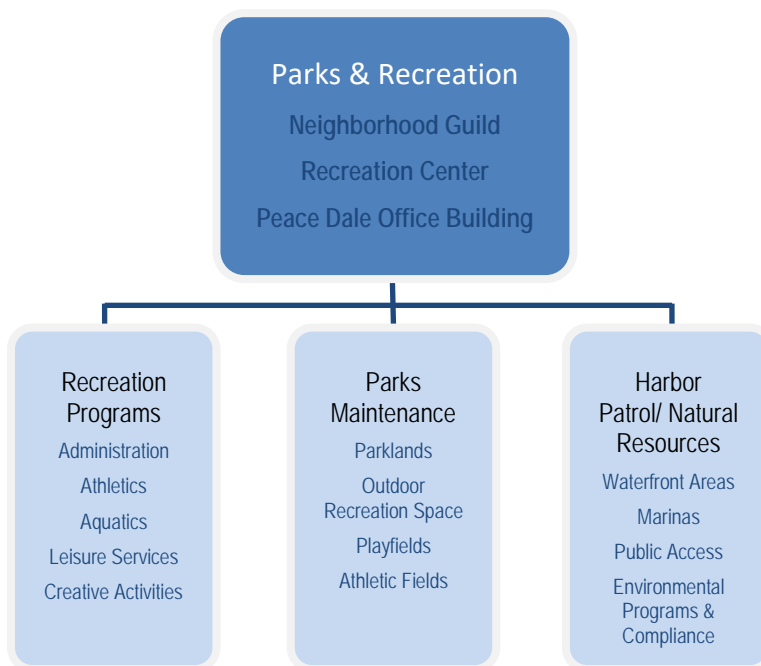 Parks & Recreation
Neighborhood Guild
Recreation Center
Peace Dale Office Building
Recreation
Programs
Administration
Athletics
Aquatics
Leisure Services
Creative Activities
Parks
Maintenance
Parklands
Outdoor
Recreation Space
Playfields
Athletic Fields
Harbor
Patrol/ Natural
Resources
Waterfront Areas
Marinas
Public Access
Environmental
Programs &
Compliance